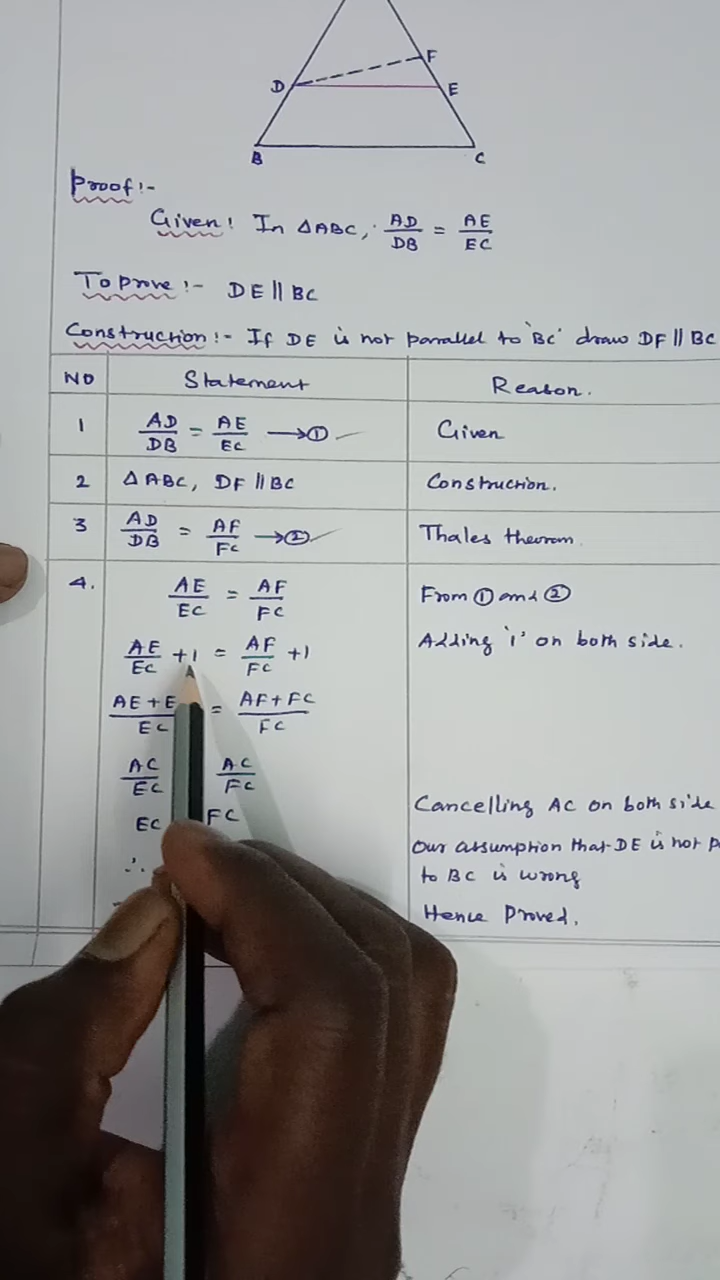 F
D E
B C
Proof:-
Given: In ΔABC, AD/DB = AE/EC
To prove :- DE || BC
Construction:- If DE is not parallel to 'BC' draw DF || BC
NO Statement Reason.
1 AD/DB = AE/EC → ① Given
2 ΔABC, DF || BC Construction.
3 AD/DB = AF/FC → ② Thales theorem
4. AE/EC = AF/FC From ① and ②
AE/EC +1 = AF/FC +1 Adding '1' on both side.
AE+E /EC = AF+FC/FC
AC/EC AC/FC
Cancelling AC on both side
EC FC
Our assumption that DE is not
∴
to BC is wrong
Hence Proved.